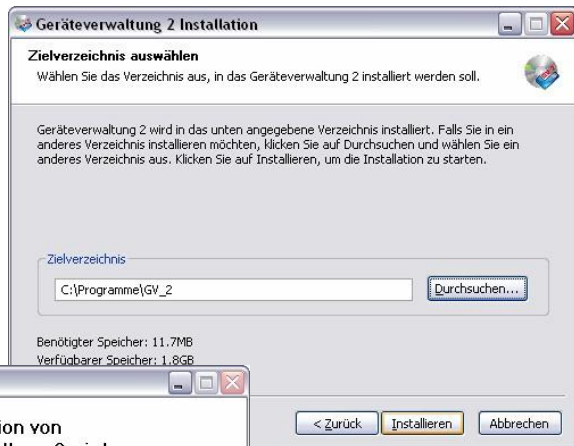 Geräteverwaltung 2 Installation
Zielverzeichnis auswählen
Wählen Sie das Verzeichnis aus, in das Geräteverwaltung 2 installiert werden soll.
Geräteverwaltung 2 wird in das unten angegebene Verzeichnis installiert. Falls Sie in ein
anderes Verzeichnis installieren möchten, klicken Sie auf Durchsuchen und wählen Sie ein
anderes Verzeichnis aus. Klicken Sie auf Installieren, um die Installation zu starten.
Zielverzeichnis
C:\Programme\GV_2
Durchsuchen...
Benötigter Speicher: 11.7MB
Verfügbarer Speicher: 1.8GB
ion von
< Zurück
Installieren
Abbrechen